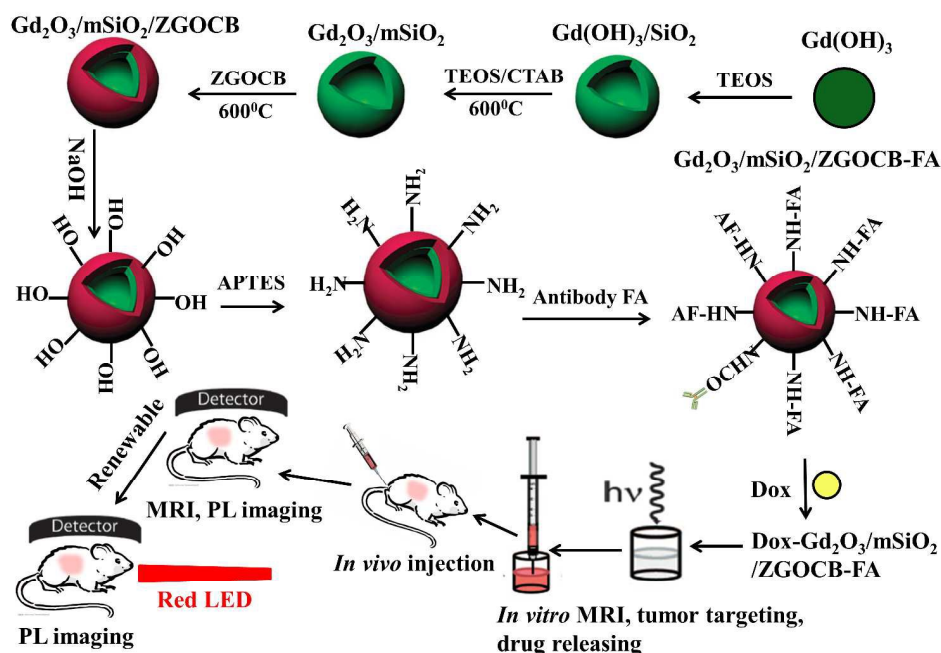 Gd₂O₃/mSiO₂/ZGOCB
Gd₂O₃/mSiO₂
Gd(OH)₃/SiO₂
Gd(OH)₃
ZGOCB
600⁰C
TEOS/CTAB
600⁰C
TEOS
NaOH
Gd₂O₃/mSiO₂/ZGOCB-FA
HO
HO
OH
HO
OH
HO
OH
OH
APTES
H₂N
NH₂
NH₂
H₂N
NH₂
H₂N
NH₂
NH₂
Antibody FA
AF-HN
FA-HN
NH-FA
AF-HN
NH-FA
OCHN
NH-FA
NH-FA
Renewable
Detector
MRI, PL imaging
Detector
Red LED
PL imaging
In vivo injection
hν
In vitro MRI, tumor targeting,
drug releasing
Dox
Dox-Gd₂O₃/mSiO₂
/ZGOCB-FA